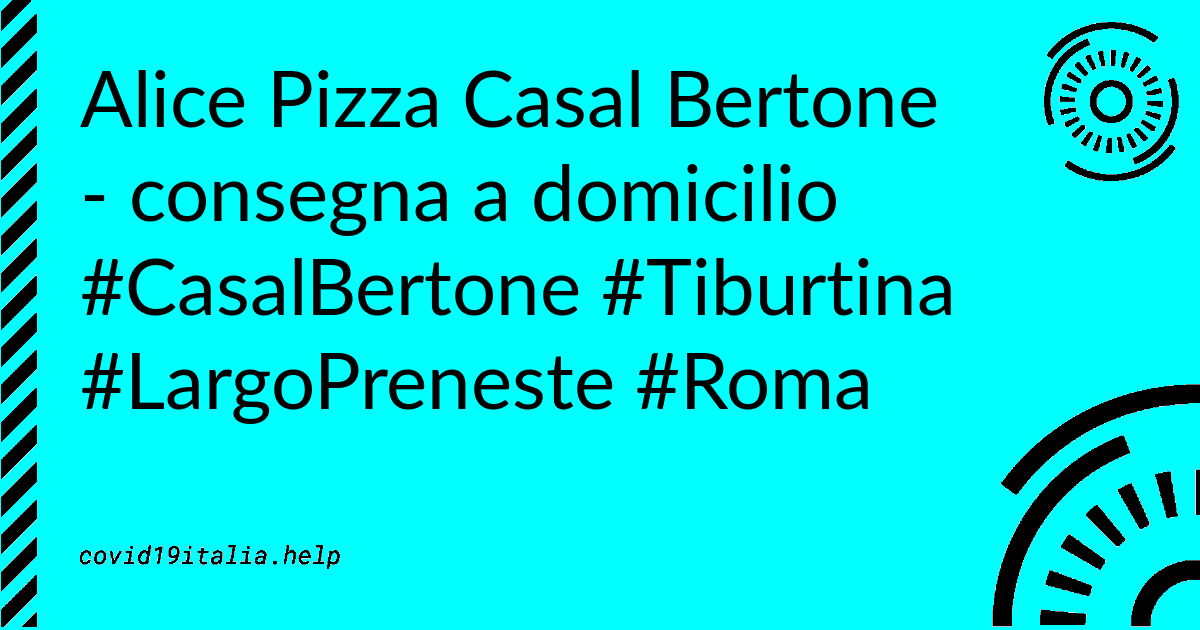 Alice Pizza Casal Bertone
- consegna a domicilio
#CasalBertone #Tiburtina
#LargoPreneste #Roma
covid19italia.help